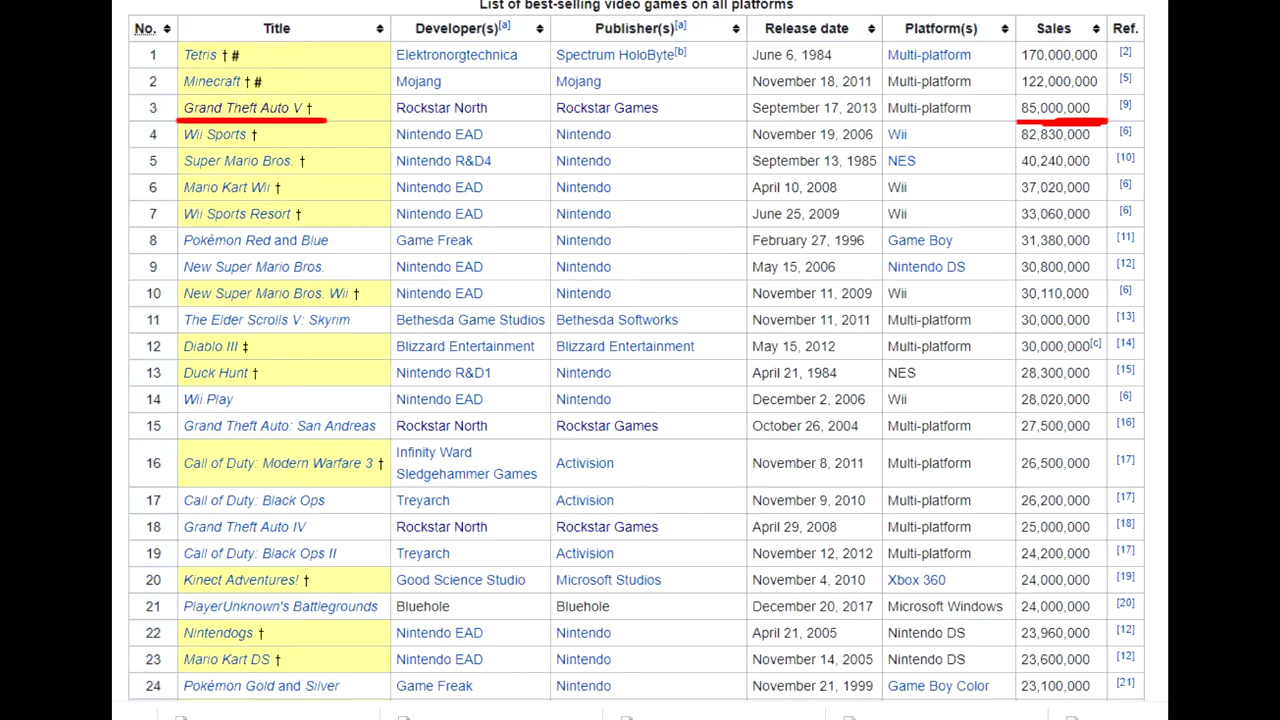 List of best-selling video games on all platforms
No. Title Developer(s)[a] Publisher(s)[a] Release date Platform(s) Sales Ref.
1 Tetris † # Elektronorgtechnica Spectrum HoloByte[b] June 6, 1984 Multi-platform 170,000,000 [2]
2 Minecraft † # Mojang Mojang November 18, 2011 Multi-platform 122,000,000 [5]
3 Grand Theft Auto V † Rockstar North Rockstar Games September 17, 2013 Multi-platform 85,000,000 [9]
4 Wii Sports † Nintendo EAD Nintendo November 19, 2006 Wii 82,830,000 [6]
5 Super Mario Bros. † Nintendo R&D4 Nintendo September 13, 1985 NES 40,240,000 [10]
6 Mario Kart Wii † Nintendo EAD Nintendo April 10, 2008 Wii 37,020,000 [6]
7 Wii Sports Resort † Nintendo EAD Nintendo June 25, 2009 Wii 33,060,000 [6]
8 Pokémon Red and Blue Game Freak Nintendo February 27, 1996 Game Boy 31,380,000 [11]
9 New Super Mario Bros. Nintendo EAD Nintendo May 15, 2006 Nintendo DS 30,800,000 [12]
10 New Super Mario Bros. Wii † Nintendo EAD Nintendo November 11, 2009 Wii 30,110,000 [6]
11 The Elder Scrolls V: Skyrim Bethesda Game Studios Bethesda Softworks November 11, 2011 Multi-platform 30,000,000 [13]
12 Diablo III ‡ Blizzard Entertainment Blizzard Entertainment May 15, 2012 Multi-platform 30,000,000[c] [14]
13 Duck Hunt † Nintendo R&D1 Nintendo April 21, 1984 NES 28,300,000 [15]
14 Wii Play Nintendo EAD Nintendo December 2, 2006 Wii 28,020,000 [6]
15 Grand Theft Auto: San Andreas Rockstar North Rockstar Games October 26, 2004 Multi-platform 27,500,000 [16]
16 Call of Duty: Modern Warfare 3 † Infinity Ward Sledgehammer Games Activision November 8, 2011 Multi-platform 26,500,000 [17]
17 Call of Duty: Black Ops Treyarch Activision November 9, 2010 Multi-platform 26,200,000 [17]
18 Grand Theft Auto IV Rockstar North Rockstar Games April 29, 2008 Multi-platform 25,000,000 [18]
19 Call of Duty: Black Ops II Treyarch Activision November 12, 2012 Multi-platform 24,200,000 [17]
20 Kinect Adventures! † Good Science Studio Microsoft Studios November 4, 2010 Xbox 360 24,000,000 [19]
21 PlayerUnknown's Battlegrounds Bluehole Bluehole December 20, 2017 Microsoft Windows 24,000,000 [20]
22 Nintendogs † Nintendo EAD Nintendo April 21, 2005 Nintendo DS 23,960,000 [12]
23 Mario Kart DS † Nintendo EAD Nintendo November 14, 2005 Nintendo DS 23,600,000 [12]
24 Pokémon Gold and Silver Game Freak Nintendo November 21, 1999 Game Boy Color 23,100,000 [21]